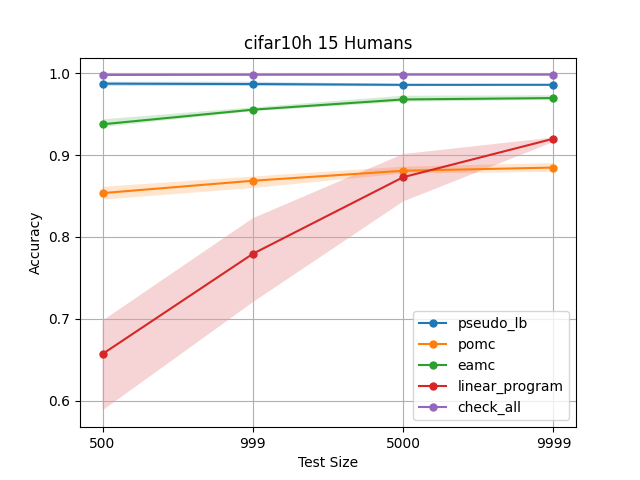 cifar10h 15 Humans
1.0
0.9
0.8
0.7
0.6
Accuracy
500
999
5000
9999
Test Size
pseudo_lb
pomc
eamc
linear_program
check_all